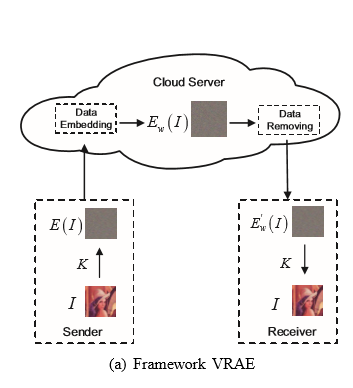 Cloud Server
Data
Embedding
E_w(I)
Data
Removing
E(I)
K
I
Sender
E'_w(I)
K
I
Receiver
(a) Framework VRAE